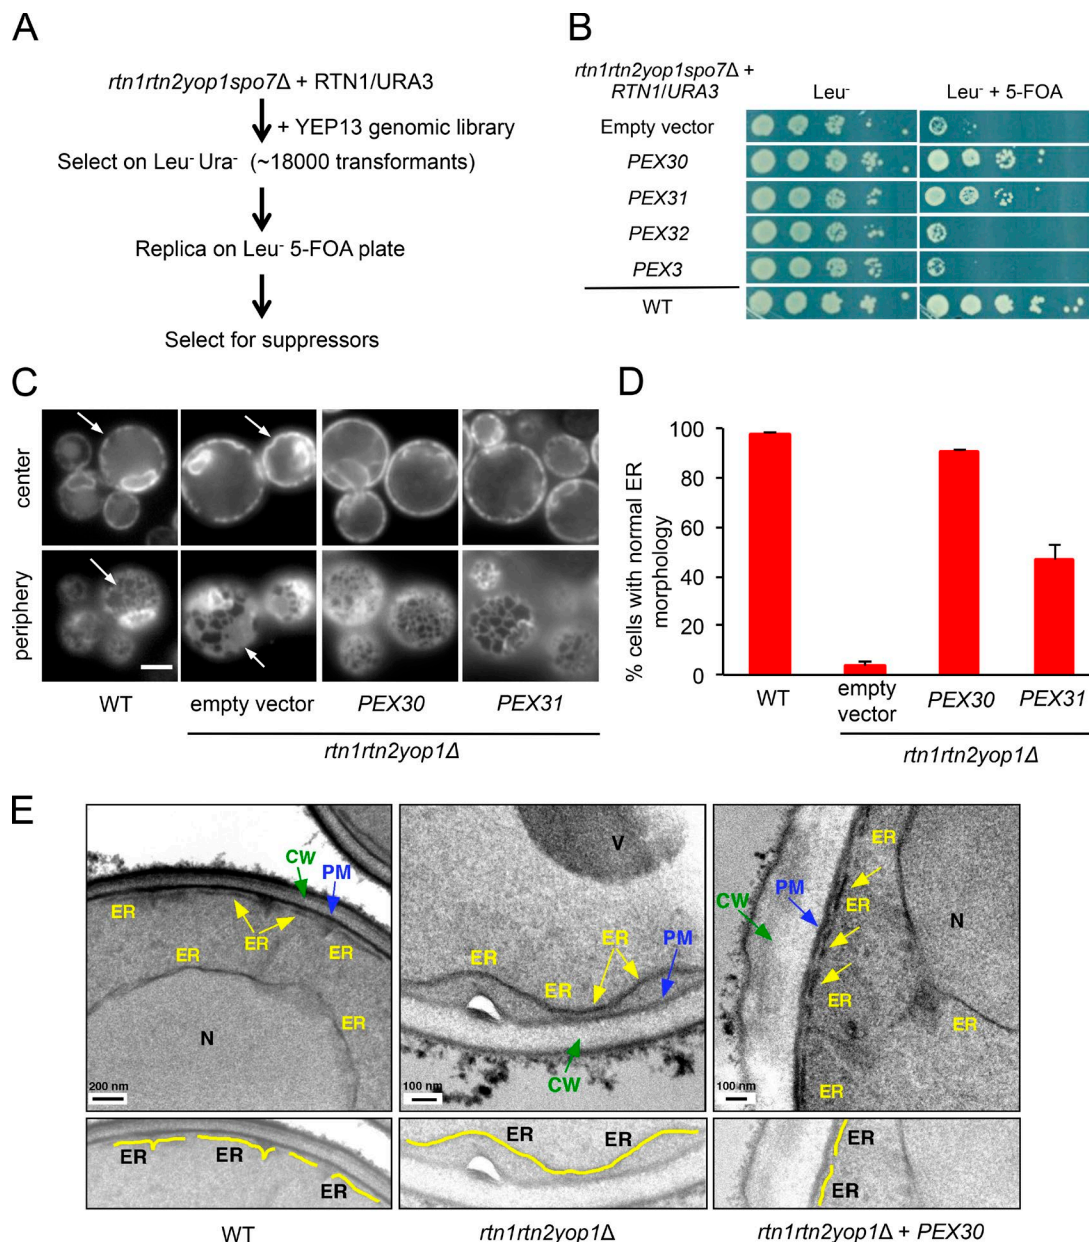 A
rtn1rtn2yop1spo7Δ + RTN1/URA3
+ YEP13 genomic library
Select on Leu⁻ Ura⁻ (~18000 transformants)
Replica on Leu⁻ 5-FOA plate
Select for suppressors
B
rtn1rtn2yop1spo7Δ +
RTN1/URA3
Leu⁻
Leu⁻ + 5-FOA
Empty vector
PEX30
PEX31
PEX32
PEX3
WT
C
center
periphery
WT
empty vector
PEX30
PEX31
rtn1rtn2yop1Δ
D
% cells with normal ER
morphology
100
80
60
40
20
0
WT
empty
vector
PEX30
PEX31
rtn1rtn2yop1Δ
E
CW
PM
ER
ER
ER
ER
ER
N
200 nm
V
ER
ER
PM
ER
CW
100 nm
ER
PM
ER
CW
N
ER
ER
ER
100 nm
ER
ER
ER
ER
ER
ER
ER
WT
rtn1rtn2yop1Δ
rtn1rtn2yop1Δ + PEX30